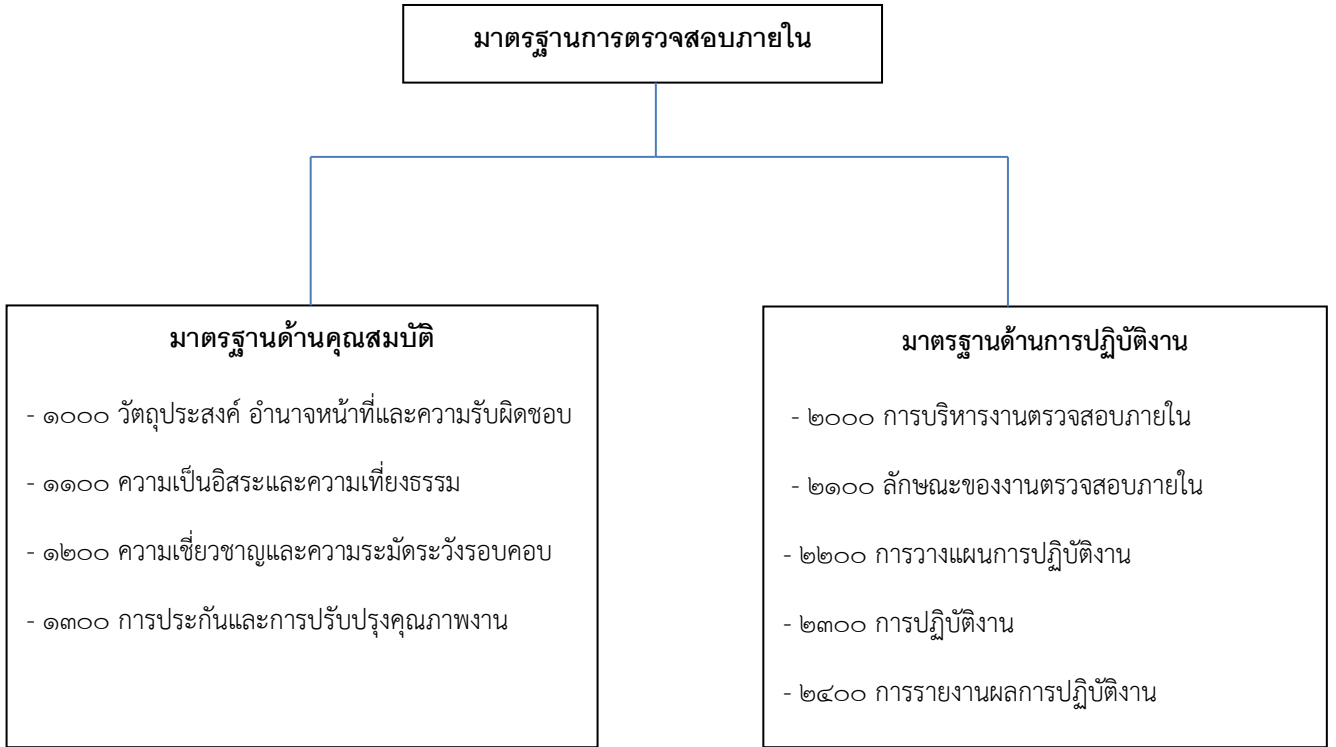 มาตรฐานการตรวจสอบภายใน
มาตรฐานด้านคุณสมบัติ
- ๑๐๐๐ วัตถุประสงค์ อำนาจหน้าที่และความรับผิดชอบ
- ๑๑๐๐ ความเป็นอิสระและความเที่ยงธรรม
- ๑๒๐๐ ความเชี่ยวชาญและความระมัดระวังรอบคอบ
- ๑๓๐๐ การประกันและการปรับปรุงคุณภาพงาน
มาตรฐานด้านการปฏิบัติงาน
- ๒๐๐๐ การบริหารงานตรวจสอบภายใน
- ๒๑๐๐ ลักษณะของงานตรวจสอบภายใน
- ๒๒๐๐ การวางแผนการปฏิบัติงาน
- ๒๓๐๐ การปฏิบัติงาน
- ๒๔๐๐ การรายงานผลการปฏิบัติงาน